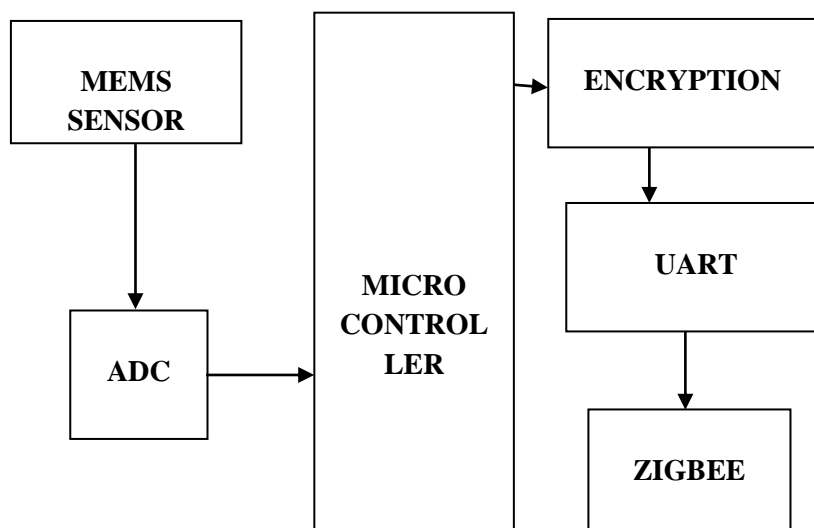 MEMS
SENSOR
ENCRYPTION
UART
MICRO
CONTROL
LER
ADC
ZIGBEE